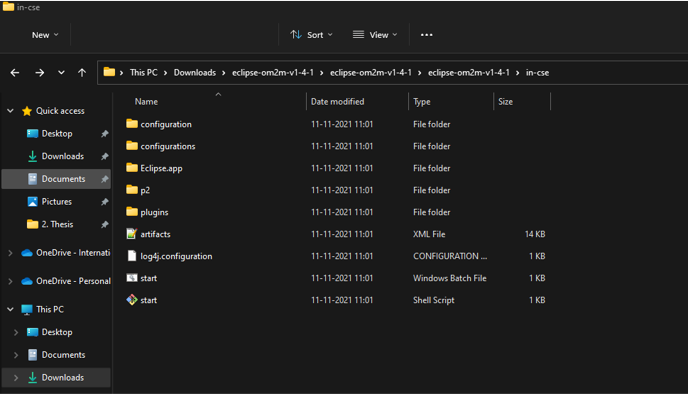 in-cse
New Sort View
This PC Downloads eclipse-om2m-v1-4-1 eclipse-om2m-v1-4-1 eclipse-om2m-v1-4-1 in-cse
Quick access
Desktop
Downloads
Documents
Pictures
2. Thesis
OneDrive - Internati
OneDrive - Personal
This PC
Desktop
Documents
Downloads
Name Date modified Type Size
configuration 11-11-2021 11:01 File folder
configurations 11-11-2021 11:01 File folder
Eclipse.app 11-11-2021 11:01 File folder
p2 11-11-2021 11:01 File folder
plugins 11-11-2021 11:01 File folder
artifacts 11-11-2021 11:01 XML File 14 KB
log4j.configuration 11-11-2021 11:01 CONFIGURATION ... 1 KB
start 11-11-2021 11:01 Windows Batch File 1 KB
start 11-11-2021 11:01 Shell Script 1 KB